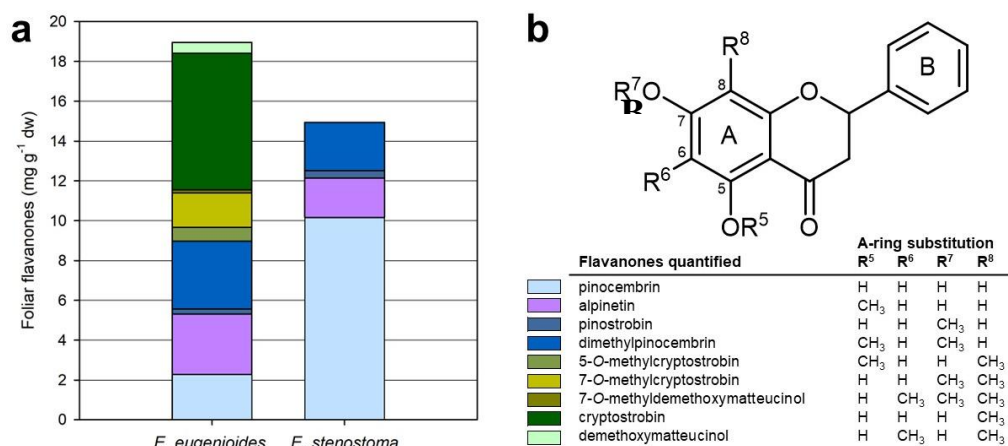 a
Foliar flavanones (mg g⁻¹ dw)
20
18
16
14
12
10
8
6
4
2
0
E. eugenioides E. stenostoma
b
R⁸
R⁷O
R
8
O
B
7
A
6
R⁶
5
OR⁵
O
A-ring substitution
Flavanones quantified R⁵ R⁶ R⁷ R⁸
pinocembrin H H H H
alpinetin CH₃ H H H
pinostrobin H H CH₃ H
dimethylpinocembrin CH₃ H CH₃ H
5-O-methylcryptostrobin CH₃ H H CH₃
7-O-methylcryptostrobin H H CH₃ CH₃
7-O-methyldemethoxymatteucinol H CH₃ CH₃ CH₃
cryptostrobin H H H CH₃
demethoxymatteucinol H CH₃ H CH₃